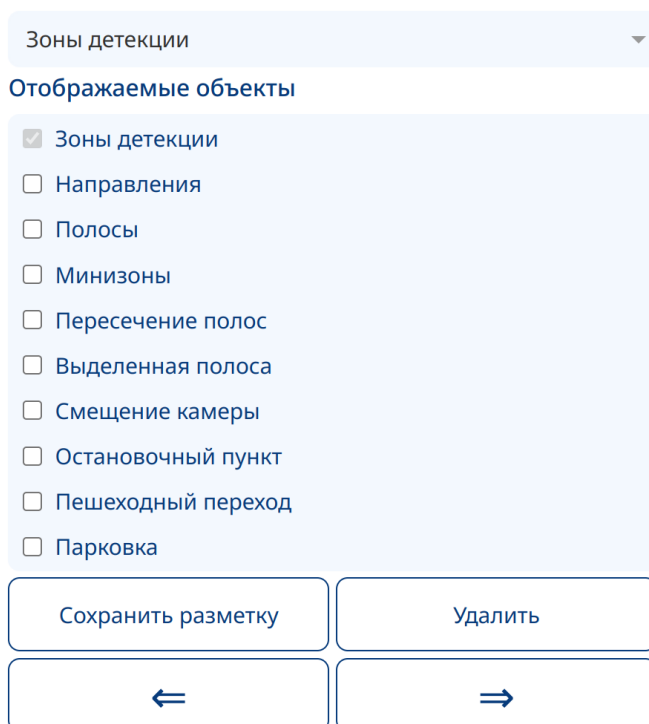 Зоны детекции
Отображаемые объекты
Зоны детекции
Направления
Полосы
Минизоны
Пересечение полос
Выделенная полоса
Смещение камеры
Остановочный пункт
Пешеходный переход
Парковка
Сохранить разметку Удалить
⇐ ⇒